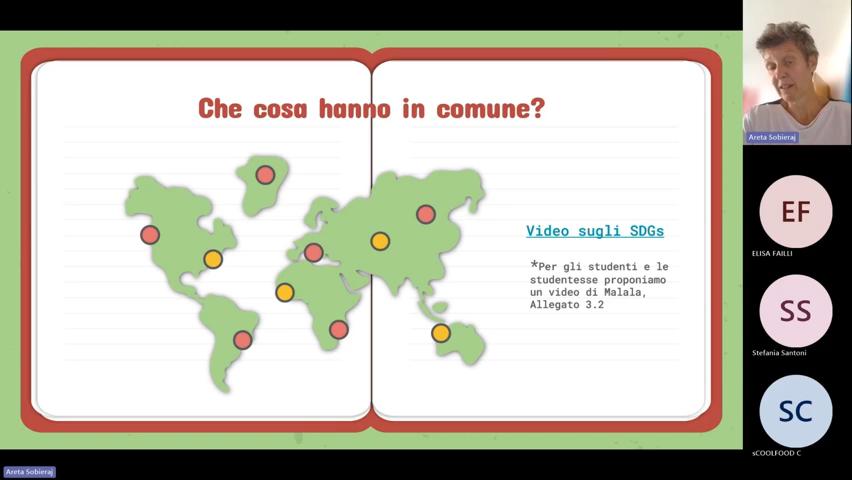 Che cosa hanno in comune?
Video sugli SDGs
*Per gli studenti e le
studentesse proponiamo
un video di Malala,
Allegato 3.2
Areta Sobieraj
EF
ELISA FAILLI
SS
Stefania Santoni
SC
sCOOLFOOD C
Areta Sobieraj